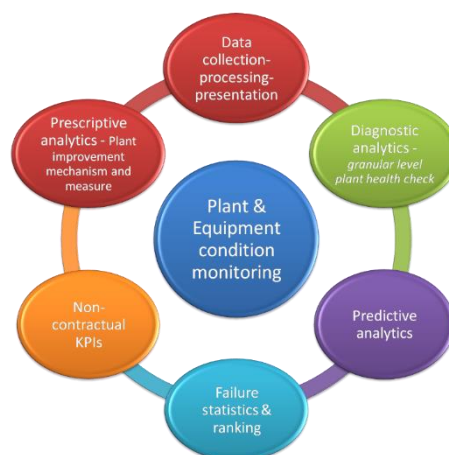 Data
collection-
processing-
presentation
Diagnostic
analytics -
granular level
plant health check
Predictive
analytics
Failure
statistics &
ranking
Non-
contractual
KPIs
Prescriptive
analytics - Plant
improvement
mechanism and
measure
Plant &
Equipment
condition
monitoring